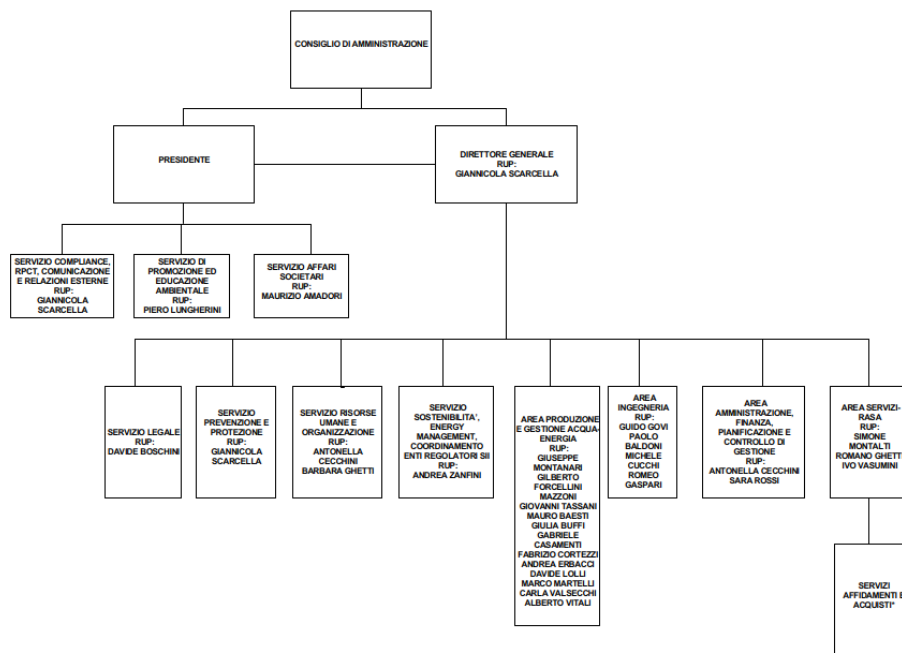 CONSIGLIO DI AMMINISTRAZIONE
PRESIDENTE
DIRETTORE GENERALE
RUP:
GIANNICOLA SCARCELLA
SERVIZIO COMPLIANCE,
RPCT, COMUNICAZIONE
E RELAZIONI ESTERNE
RUP:
GIANNICOLA
SCARCELLA
SERVIZIO DI
PROMOZIONE ED
EDUCAZIONE
AMBIENTALE
RUP:
PIERO LUNGHERINI
SERVIZIO AFFARI
SOCIETARI
RUP:
MAURIZIO AMADORI
SERVIZIO LEGALE
RUP:
DAVIDE BOSCHINI
SERVIZIO
PREVENZIONE E
PROTEZIONE
RUP:
GIANNICOLA
SCARCELLA
SERVIZIO RISORSE
UMANE E
ORGANIZZAZIONE
RUP:
ANTONELLA
CECCHINI
BARBARA GHETTI
SERVIZIO
SOSTENIBILITA',
ENERGY
MANAGEMENT,
COORDINAMENTO
ENTI REGOLATORI SII
RUP:
ANDREA ZANFINI
AREA PRODUZIONE
E GESTIONE ACQUA-
ENERGIA
RUP:
GIUSEPPE
MONTANARI
GILBERTO
FORCELLINI
MAZZONI
GIOVANNI TASSANI
MAURO BAESTI
GIULIA BUFFI
GABRIELE
CASAMENTI
FABRIZIO CORTEZZI
ANDREA ERBACCI
DAVIDE LOLLI
MARCO MARTELLI
CARLA VALSECCHI
ALBERTO VITALI
AREA
INGEGNERIA
RUP:
GUIDO GOVI
PAOLO
BALDONI
MICHELE
CUCCHI
ROMEO
GASPARI
AREA
AMMINISTRAZIONE,
FINANZA,
PIANIFICAZIONE E
CONTROLLO DI
GESTIONE
RUP:
ANTONELLA CECCHINI
SARA ROSSI
AREA SERVIZI-
RASA
RUP:
SIMONE
MONTALTI
ROMANO GHETTI
IVO VASUMINI
SERVIZI
AFFIDAMENTI E
ACQUISTI*